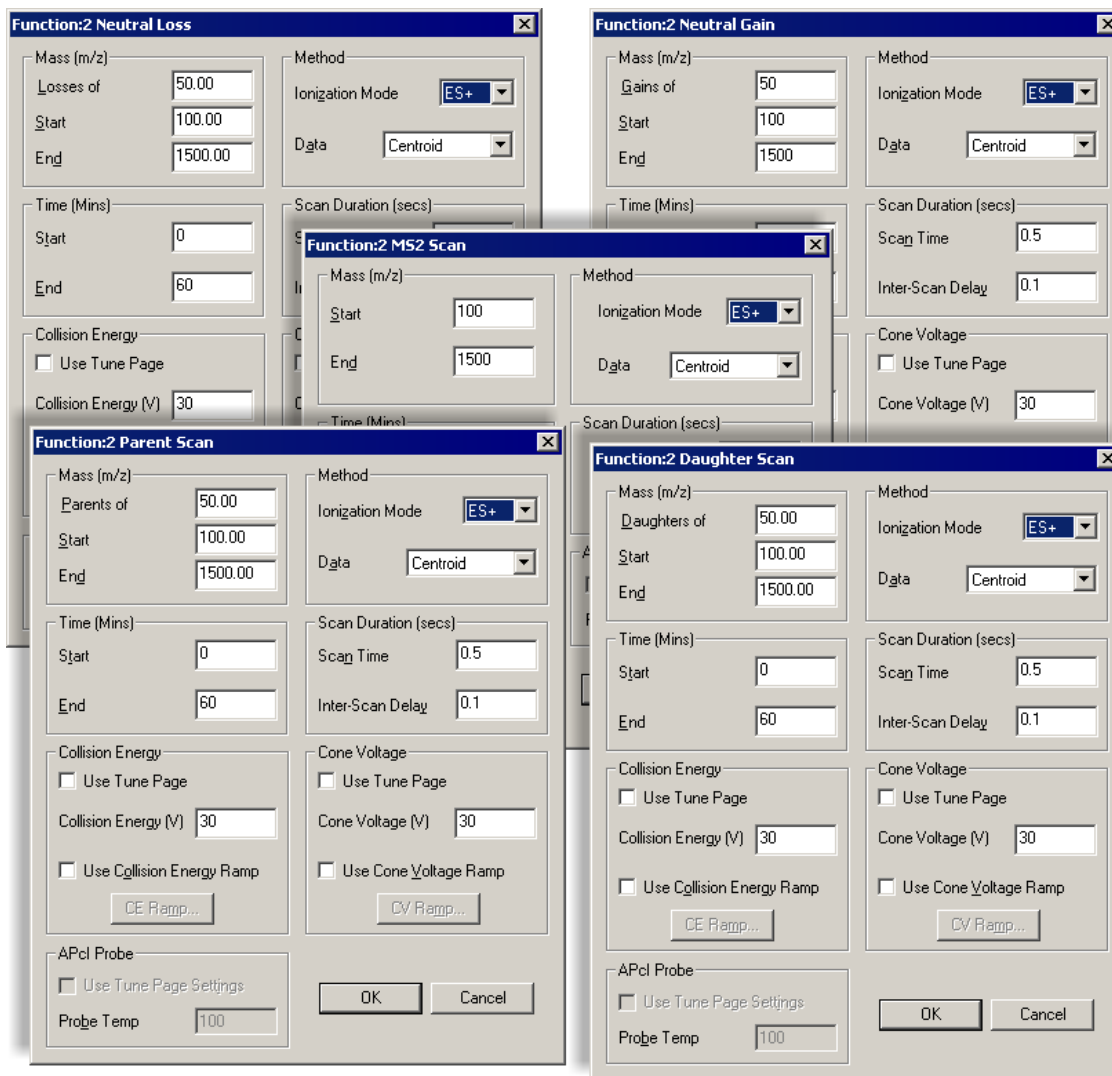 Function:2 Neutral Loss
Mass (m/z)
Losses of 50.00
Start 100.00
End 1500.00
Method
Ionization Mode ES+
Data Centroid
Time (Mins)
Start 0
End 60
Scan Duration (secs)
Collision Energy
Use Tune Page
Collision Energy (V) 30
Function:2 Neutral Gain
Mass (m/z)
Gains of 50
Start 100
End 1500
Method
Ionization Mode ES+
Data Centroid
Time (Mins)
Scan Duration (secs)
Scan Time 0.5
Inter-Scan Delay 0.1
Cone Voltage
Use Tune Page
Cone Voltage (V) 30
Function:2 MS2 Scan
Mass (m/z)
Start 100
End 1500
Method
Ionization Mode ES+
Data Centroid
Time (Mins)
Scan Duration (secs)
Function:2 Parent Scan
Mass (m/z)
Parents of 50.00
Start 100.00
End 1500.00
Method
Ionization Mode ES+
Data Centroid
Time (Mins)
Start 0
End 60
Scan Duration (secs)
Scan Time 0.5
Inter-Scan Delay 0.1
Collision Energy
Use Tune Page
Collision Energy (V) 30
Use Collision Energy Ramp
CE Ramp...
Cone Voltage
Use Tune Page
Cone Voltage (V) 30
Use Cone Voltage Ramp
CV Ramp...
APcI Probe
Use Tune Page Settings
Probe Temp 100
OK Cancel
Function:2 Daughter Scan
Mass (m/z)
Daughters of 50.00
Start 100.00
End 1500.00
Method
Ionization Mode ES+
Data Centroid
Time (Mins)
Start 0
End 60
Scan Duration (secs)
Scan Time 0.5
Inter-Scan Delay 0.1
Collision Energy
Use Tune Page
Collision Energy (V) 30
Use Collision Energy Ramp
CE Ramp...
Cone Voltage
Use Tune Page
Cone Voltage (V) 30
Use Cone Voltage Ramp
CV Ramp...
APcI Probe
Use Tune Page Settings
Probe Temp 100
OK Cancel